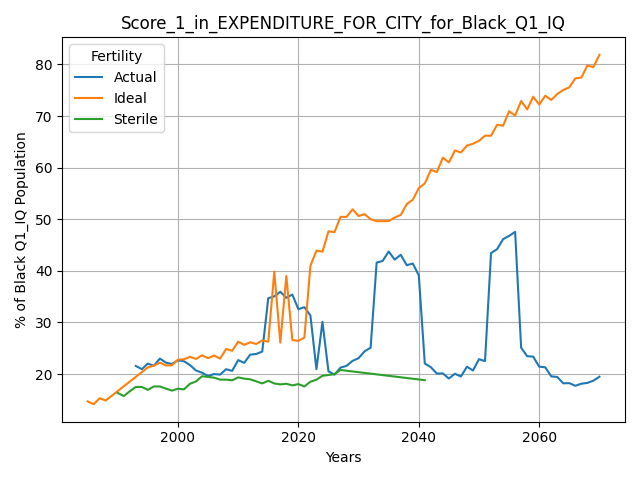 Score_1_in_EXPENDITURE_FOR_CITY_for_Black_Q1_IQ
Fertility
Actual
Ideal
Sterile
% of Black Q1_IQ Population
80
70
60
50
40
30
20
2000
2020
2040
2060
Years